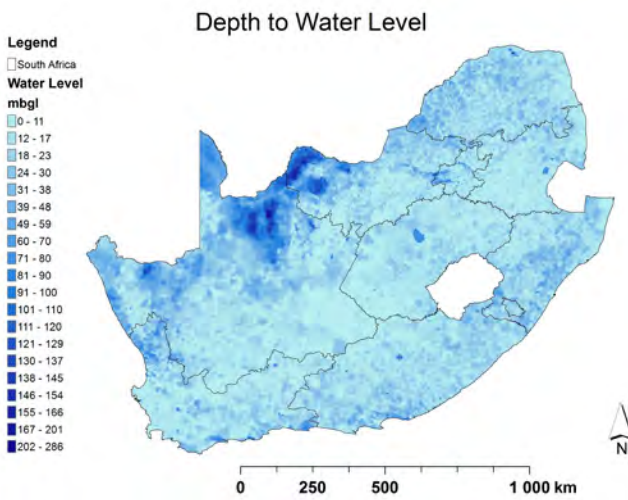 Depth to Water Level
Legend
South Africa
Water Level
mbgl
0 - 11
12 - 17
18 - 23
24 - 30
31 - 38
39 - 48
49 - 59
60 - 70
71 - 80
81 - 90
91 - 100
101 - 110
111 - 120
121 - 129
130 - 137
138 - 145
146 - 154
155 - 166
167 - 201
202 - 286
N
0 250 500 1 000 km